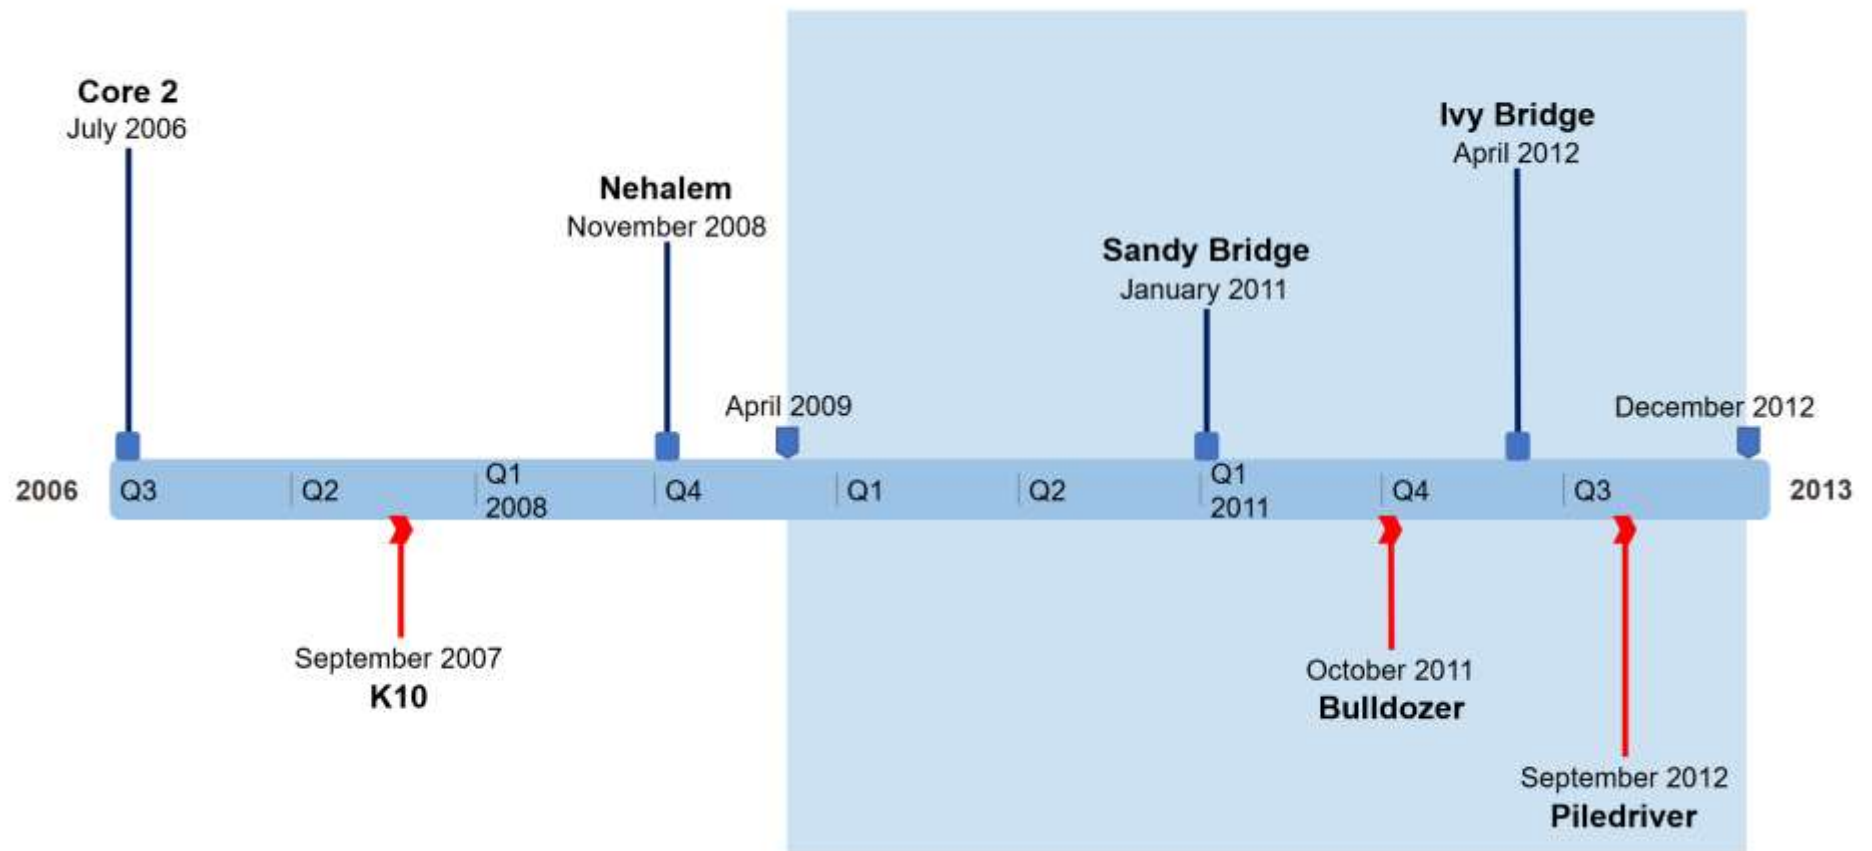 Core 2
July 2006
Nehalem
November 2008
Sandy Bridge
January 2011
Ivy Bridge
April 2012
April 2009
December 2012
2006
Q3
Q2
Q1
2008
Q4
Q1
Q2
Q1
2011
Q4
Q3
2013
September 2007
K10
October 2011
Bulldozer
September 2012
Piledriver